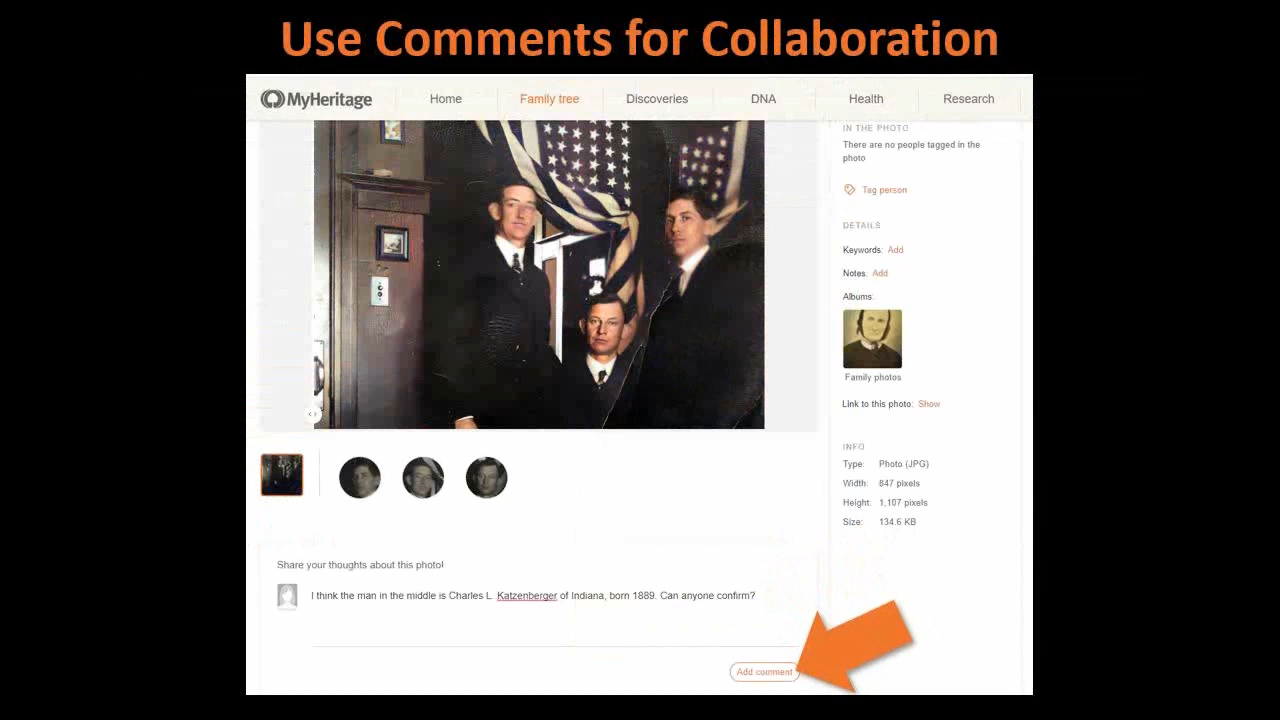 Use Comments for Collaboration
MyHeritage
Home
Family tree
Discoveries
DNA
Health
Research
IN THE PHOTO
There are no people tagged in the
photo
Tag person
DETAILS
Keywords: Add
Notes: Add
Albums:
Family photos
Link to this photo: Show
INFO
Type: Photo (JPG)
Width: 847 pixels
Height: 1,107 pixels
Size: 134.6 KB
Share your thoughts about this photo!
I think the man in the middle is Charles L. Katzenberger of Indiana, born 1889. Can anyone confirm?
Add comment